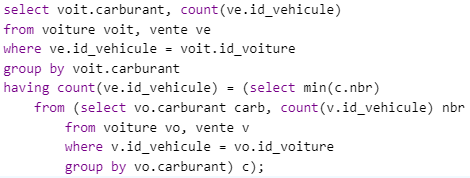 select voit.carburant, count(ve.id_vehicule)
from voiture voit, vente ve
where ve.id_vehicule = voit.id_voiture
group by voit.carburant
having count(ve.id_vehicule) = (select min(c.nbr)
from (select vo.carburant carb, count(v.id_vehicule) nbr
from voiture vo, vente v
where v.id_vehicule = vo.id_voiture
group by vo.carburant) c);